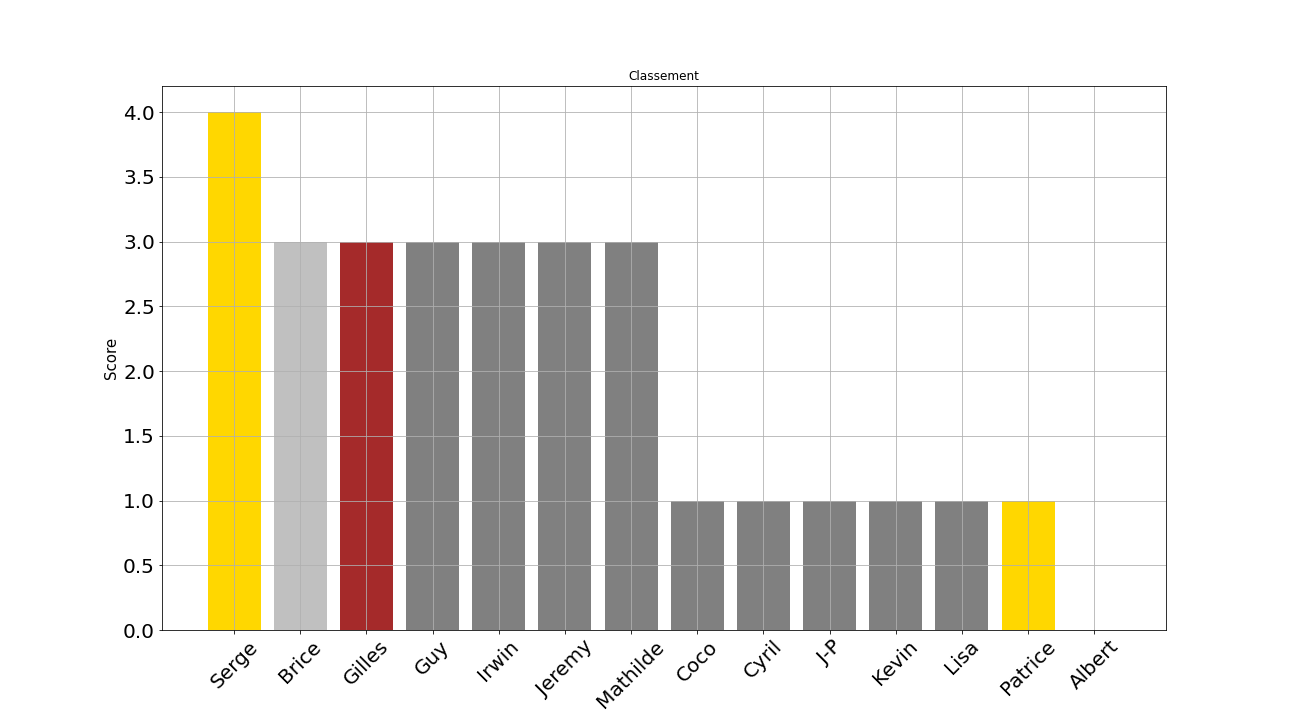 Classement
Score
4.0
3.5
3.0
2.5
2.0
1.5
1.0
0.5
0.0
Serge
Brice
Gilles
Guy
Irwin
Jeremy
Mathilde
Coco
Cyril
J-P
Kevin
Lisa
Patrice
Albert